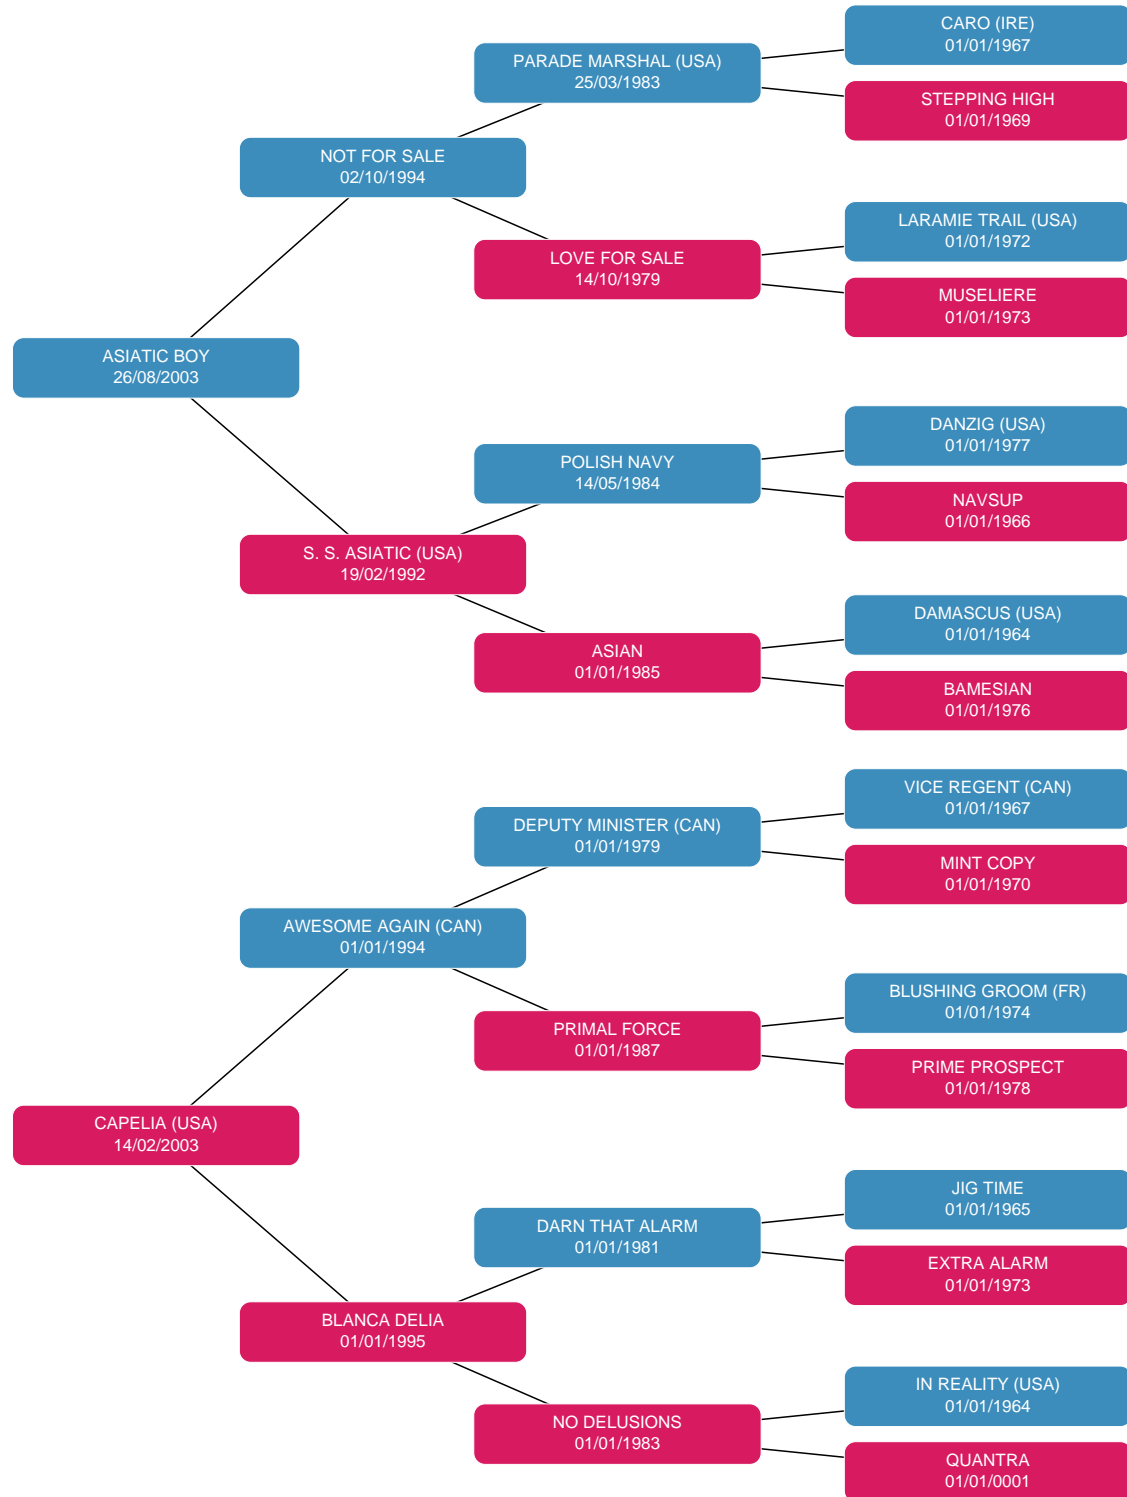 CARO (IRE)
01/01/1967
PARADE MARSHAL (USA)
25/03/1983
STEPPING HIGH
01/01/1969
NOT FOR SALE
02/10/1994
LARAMIE TRAIL (USA)
01/01/1972
LOVE FOR SALE
14/10/1979
MUSELIERE
01/01/1973
ASIATIC BOY
26/08/2003
DANZIG (USA)
01/01/1977
POLISH NAVY
14/05/1984
NAVSUP
01/01/1966
S. S. ASIATIC (USA)
19/02/1992
DAMASCUS (USA)
01/01/1964
ASIAN
01/01/1985
BAMESIAN
01/01/1976
VICE REGENT (CAN)
01/01/1967
DEPUTY MINISTER (CAN)
01/01/1979
MINT COPY
01/01/1970
AWESOME AGAIN (CAN)
01/01/1994
BLUSHING GROOM (FR)
01/01/1974
PRIMAL FORCE
01/01/1987
PRIME PROSPECT
01/01/1978
CAPELIA (USA)
14/02/2003
JIG TIME
01/01/1965
DARN THAT ALARM
01/01/1981
EXTRA ALARM
01/01/1973
BLANCA DELIA
01/01/1995
IN REALITY (USA)
01/01/1964
NO DELUSIONS
01/01/1983
QUANTRA
01/01/0001